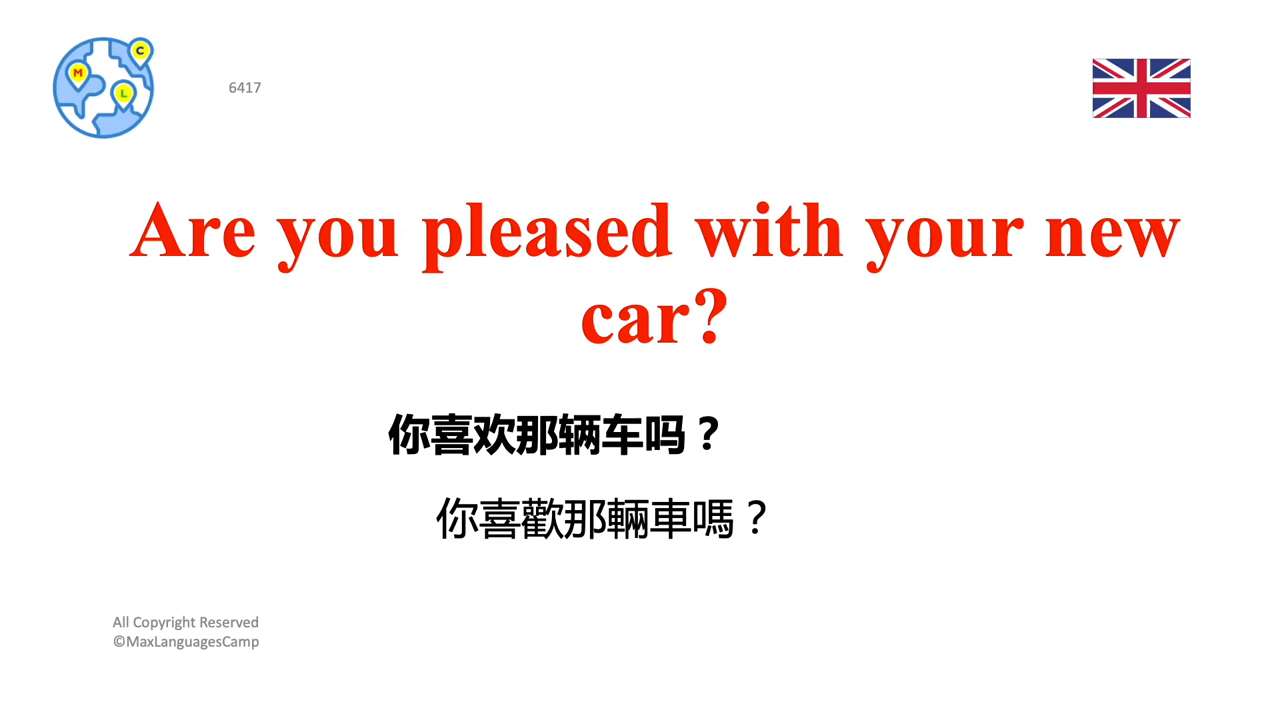 C
M
L
6417
Are you pleased with your new
car?
你喜欢那辆车吗？
你喜歡那輛車嗎？
All Copyright Reserved
©MaxLanguagesCamp